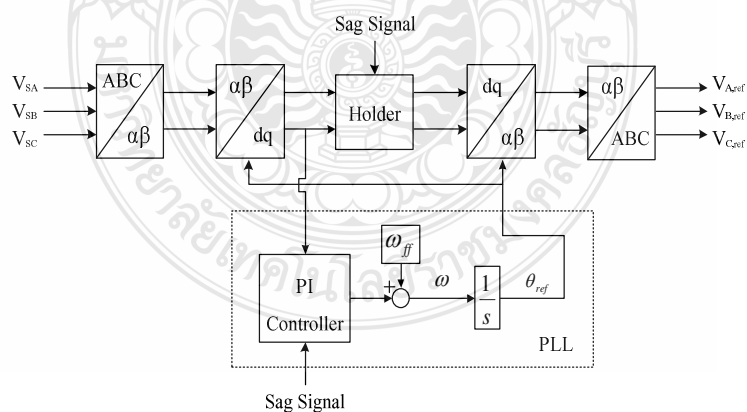 Sag Signal
V_SA
V_SB
V_SC
ABC
αβ
αβ
dq
Holder
dq
αβ
αβ
ABC
V_A,ref
V_B,ref
V_C,ref
PI
Controller
ω_ff
+
ω
1
s
θ_ref
PLL
Sag Signal